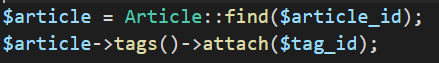 $article = Article::find($article_id);
$article->tags()->attach($tag_id);